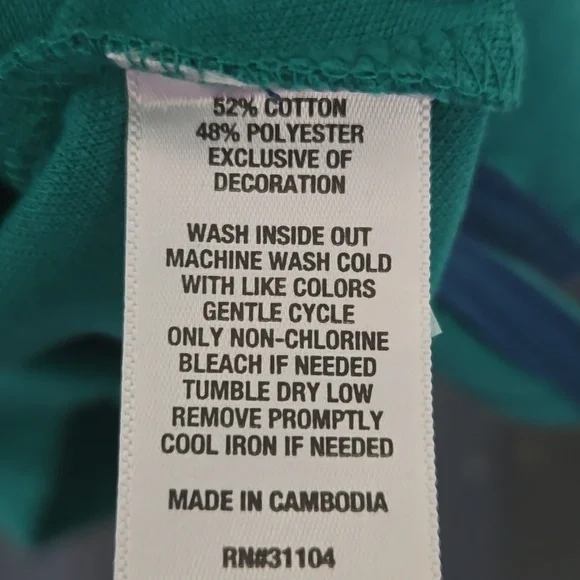 52% COTTON
48% POLYESTER
EXCLUSIVE OF
DECORATION
WASH INSIDE OUT
MACHINE WASH COLD
WITH LIKE COLORS
GENTLE CYCLE
ONLY NON-CHLORINE
BLEACH IF NEEDED
TUMBLE DRY LOW
REMOVE PROMPTLY
COOL IRON IF NEEDED
MADE IN CAMBODIA
RN#31104